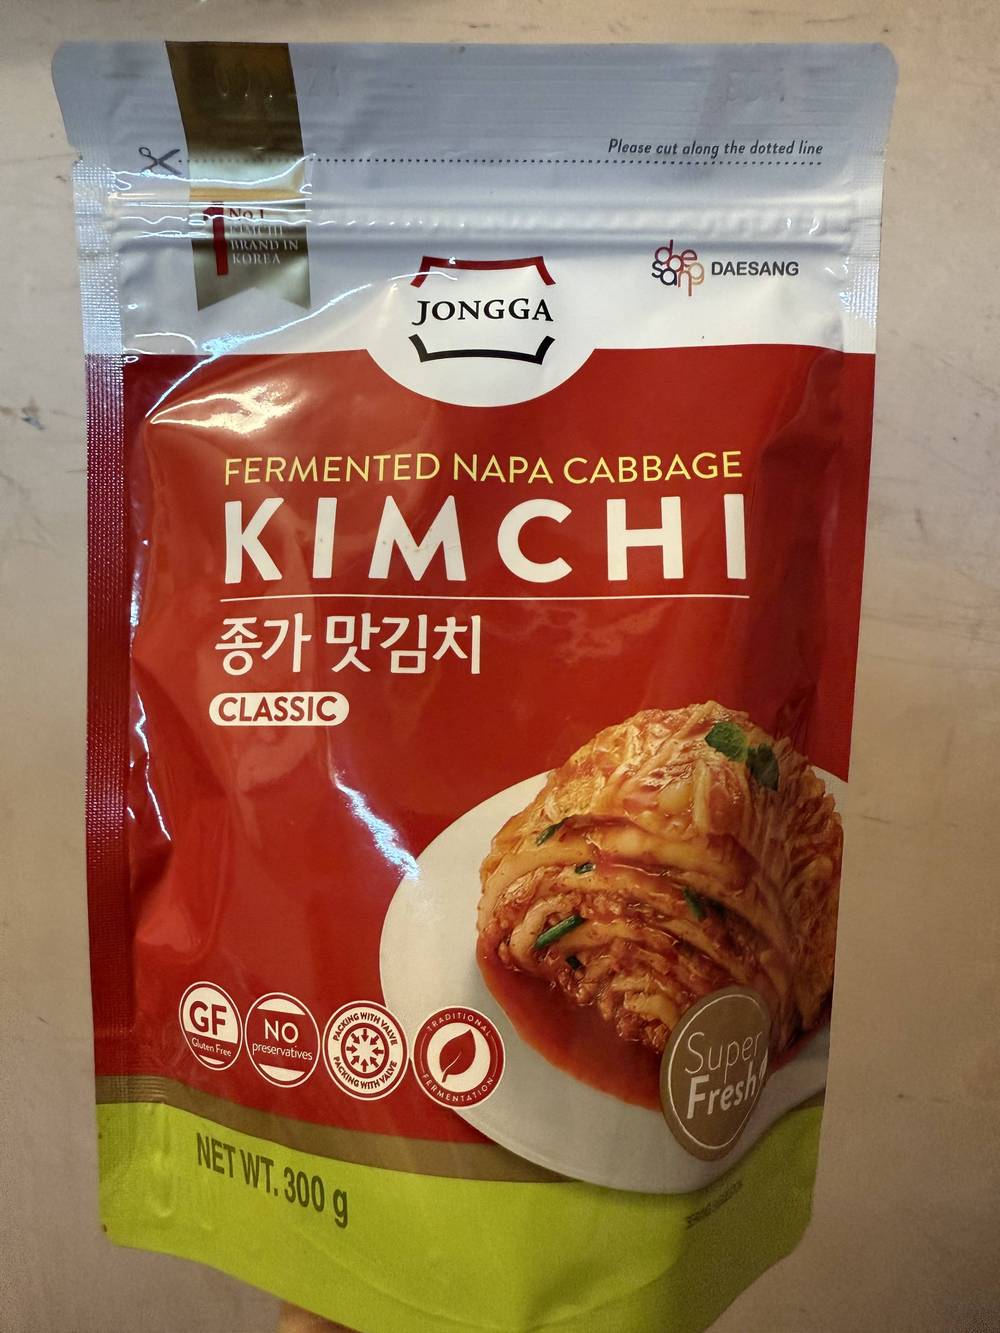 Please cut along the dotted line
1
No.1
KIMCHI
BRAND IN
KOREA
JONGGA
daesang
DAESANG
FERMENTED NAPA CABBAGE
KIMCHI
종가 맛김치
CLASSIC
GF
Gluten Free
NO
preservatives
PACKING WITH VALVE
PACKING WITH VALVE
TRADITIONAL
FERMENTATION
Super
Fresh
NET WT. 300 g